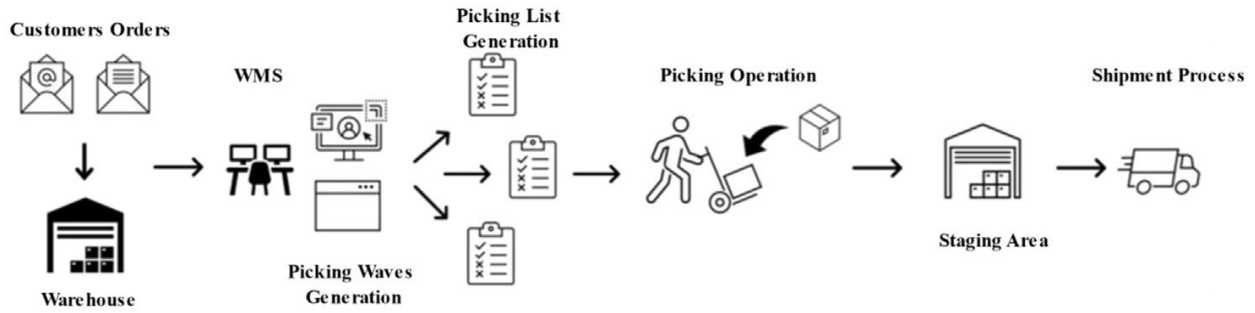 Customers Orders
Warehouse
WMS
Picking Waves
Generation
Picking List
Generation
Picking Operation
Staging Area
Shipment Process